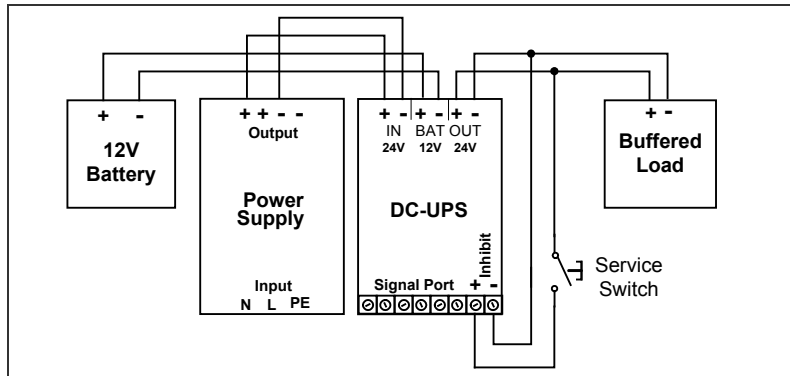 + -
12V
Battery
+ + - -
Output
Power
Supply
Input
N L PE
+ - + - + -
IN BAT OUT
24V 12V 24V
DC-UPS
Inhibit
Signal Port + -
+ -
Buffered
Load
Service
Switch